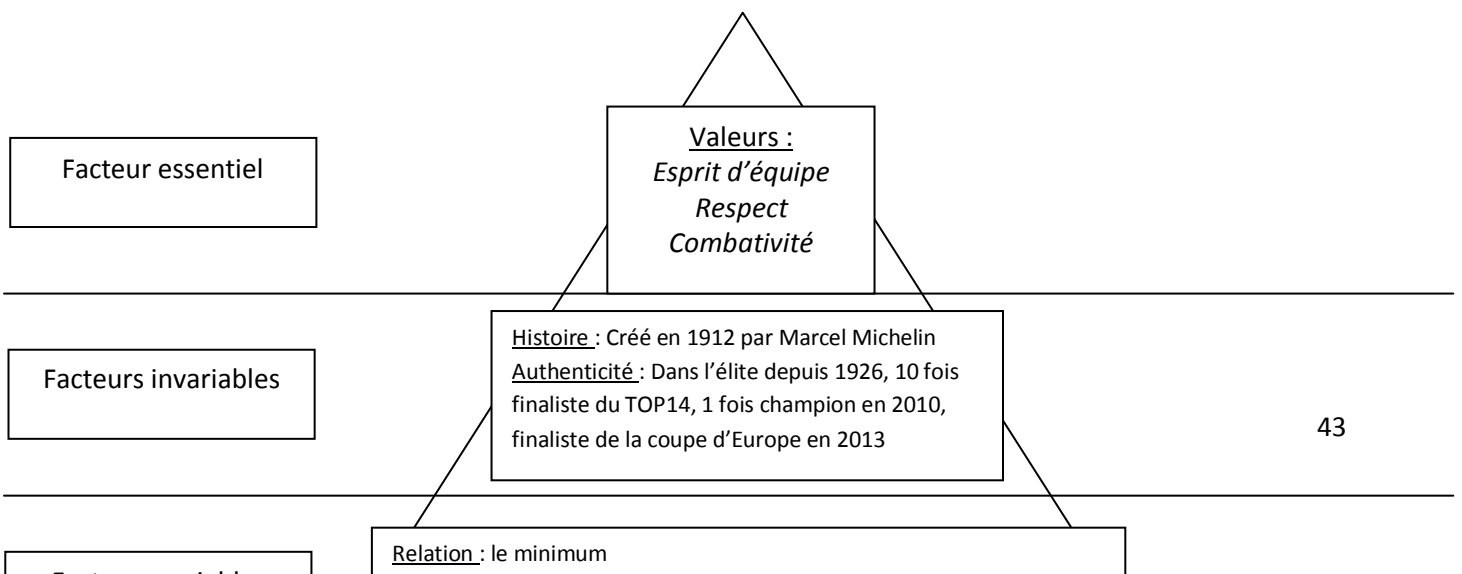 Facteur essentiel
Valeurs :
Esprit d’équipe
Respect
Combativité
Facteurs invariables
Histoire : Créé en 1912 par Marcel Michelin
Authenticité : Dans l’élite depuis 1926, 10 fois
finaliste du TOP14, 1 fois champion en 2010,
finaliste de la coupe d’Europe en 2013
43
Relation : le minimum